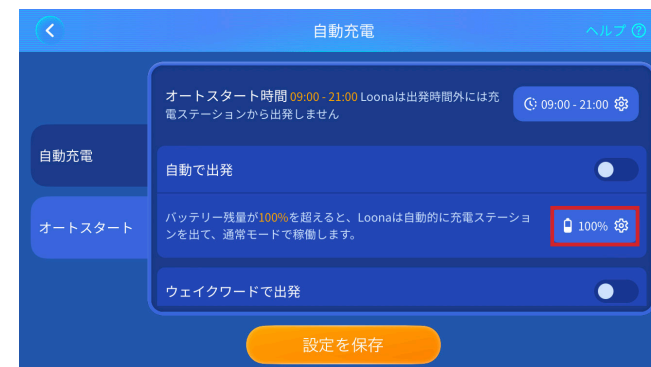 自動充電
ヘルプ
オートスタート時間 09:00 - 21:00 Loonaは出発時間外には充
電ステーションから出発しません
09:00 - 21:00
自動充電
自動で出発
オートスタート
バッテリー残量が100%を超えると、Loonaは自動的に充電ステーショ
ンを出て、通常モードで稼働します。
100%
ウェイクワードで出発
設定を保存